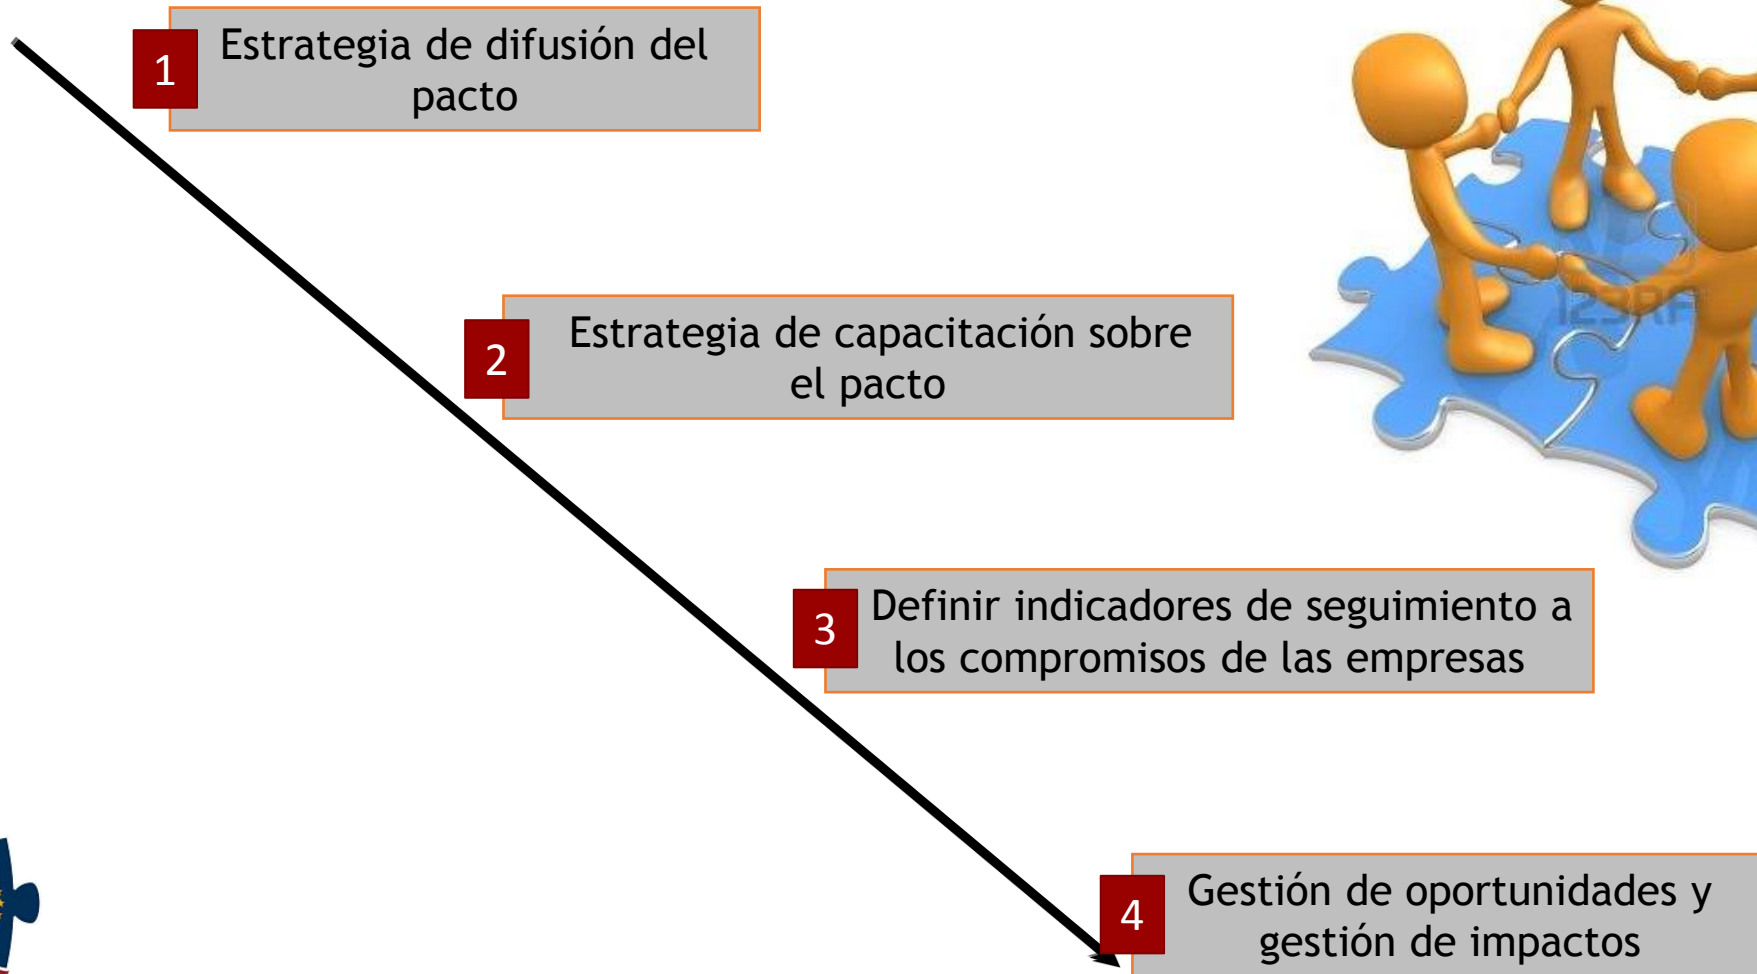 1
Estrategia de difusión del
pacto
2
Estrategia de capacitación sobre
el pacto
3
Definir indicadores de seguimiento a
los compromisos de las empresas
4
Gestión de oportunidades y
gestión de impactos
123RF